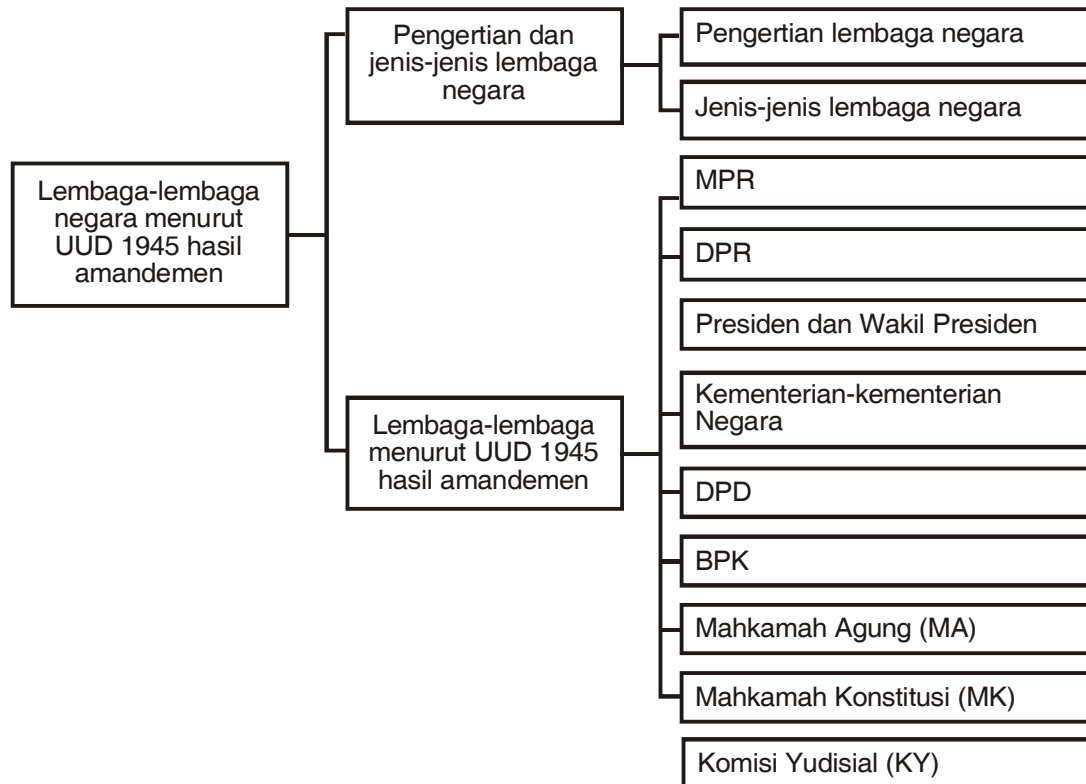 Lembaga-lembaga
negara menurut
UUD 1945 hasil
amandemen
Pengertian dan
jenis-jenis lembaga
negara
Pengertian lembaga negara
Jenis-jenis lembaga negara
Lembaga-lembaga
menurut UUD 1945
hasil amandemen
MPR
DPR
Presiden dan Wakil Presiden
Kementerian-kementerian
Negara
DPD
BPK
Mahkamah Agung (MA)
Mahkamah Konstitusi (MK)
Komisi Yudisial (KY)